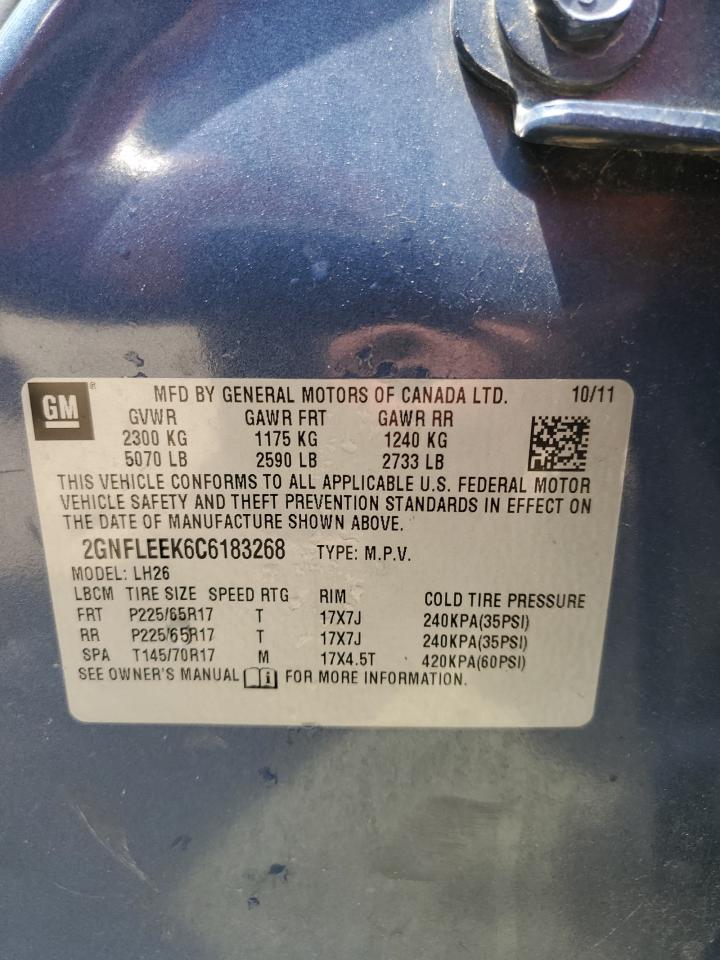 GM ® MFD BY GENERAL MOTORS OF CANADA LTD. 10/11
GVWR GAWR FRT GAWR RR
2300 KG 1175 KG 1240 KG
5070 LB 2590 LB 2733 LB
THIS VEHICLE CONFORMS TO ALL APPLICABLE U.S. FEDERAL MOTOR
VEHICLE SAFETY AND THEFT PREVENTION STANDARDS IN EFFECT ON
THE DATE OF MANUFACTURE SHOWN ABOVE.
2GNFLEEK6C6183268 TYPE: M.P.V.
MODEL: LH26
LBCM TIRE SIZE SPEED RTG RIM COLD TIRE PRESSURE
FRT P225/65R17 T 17X7J 240KPA(35PSI)
RR P225/65R17 T 17X7J 240KPA(35PSI)
SPA T145/70R17 M 17X4.5T 420KPA(60PSI)
SEE OWNER'S MANUAL i FOR MORE INFORMATION.